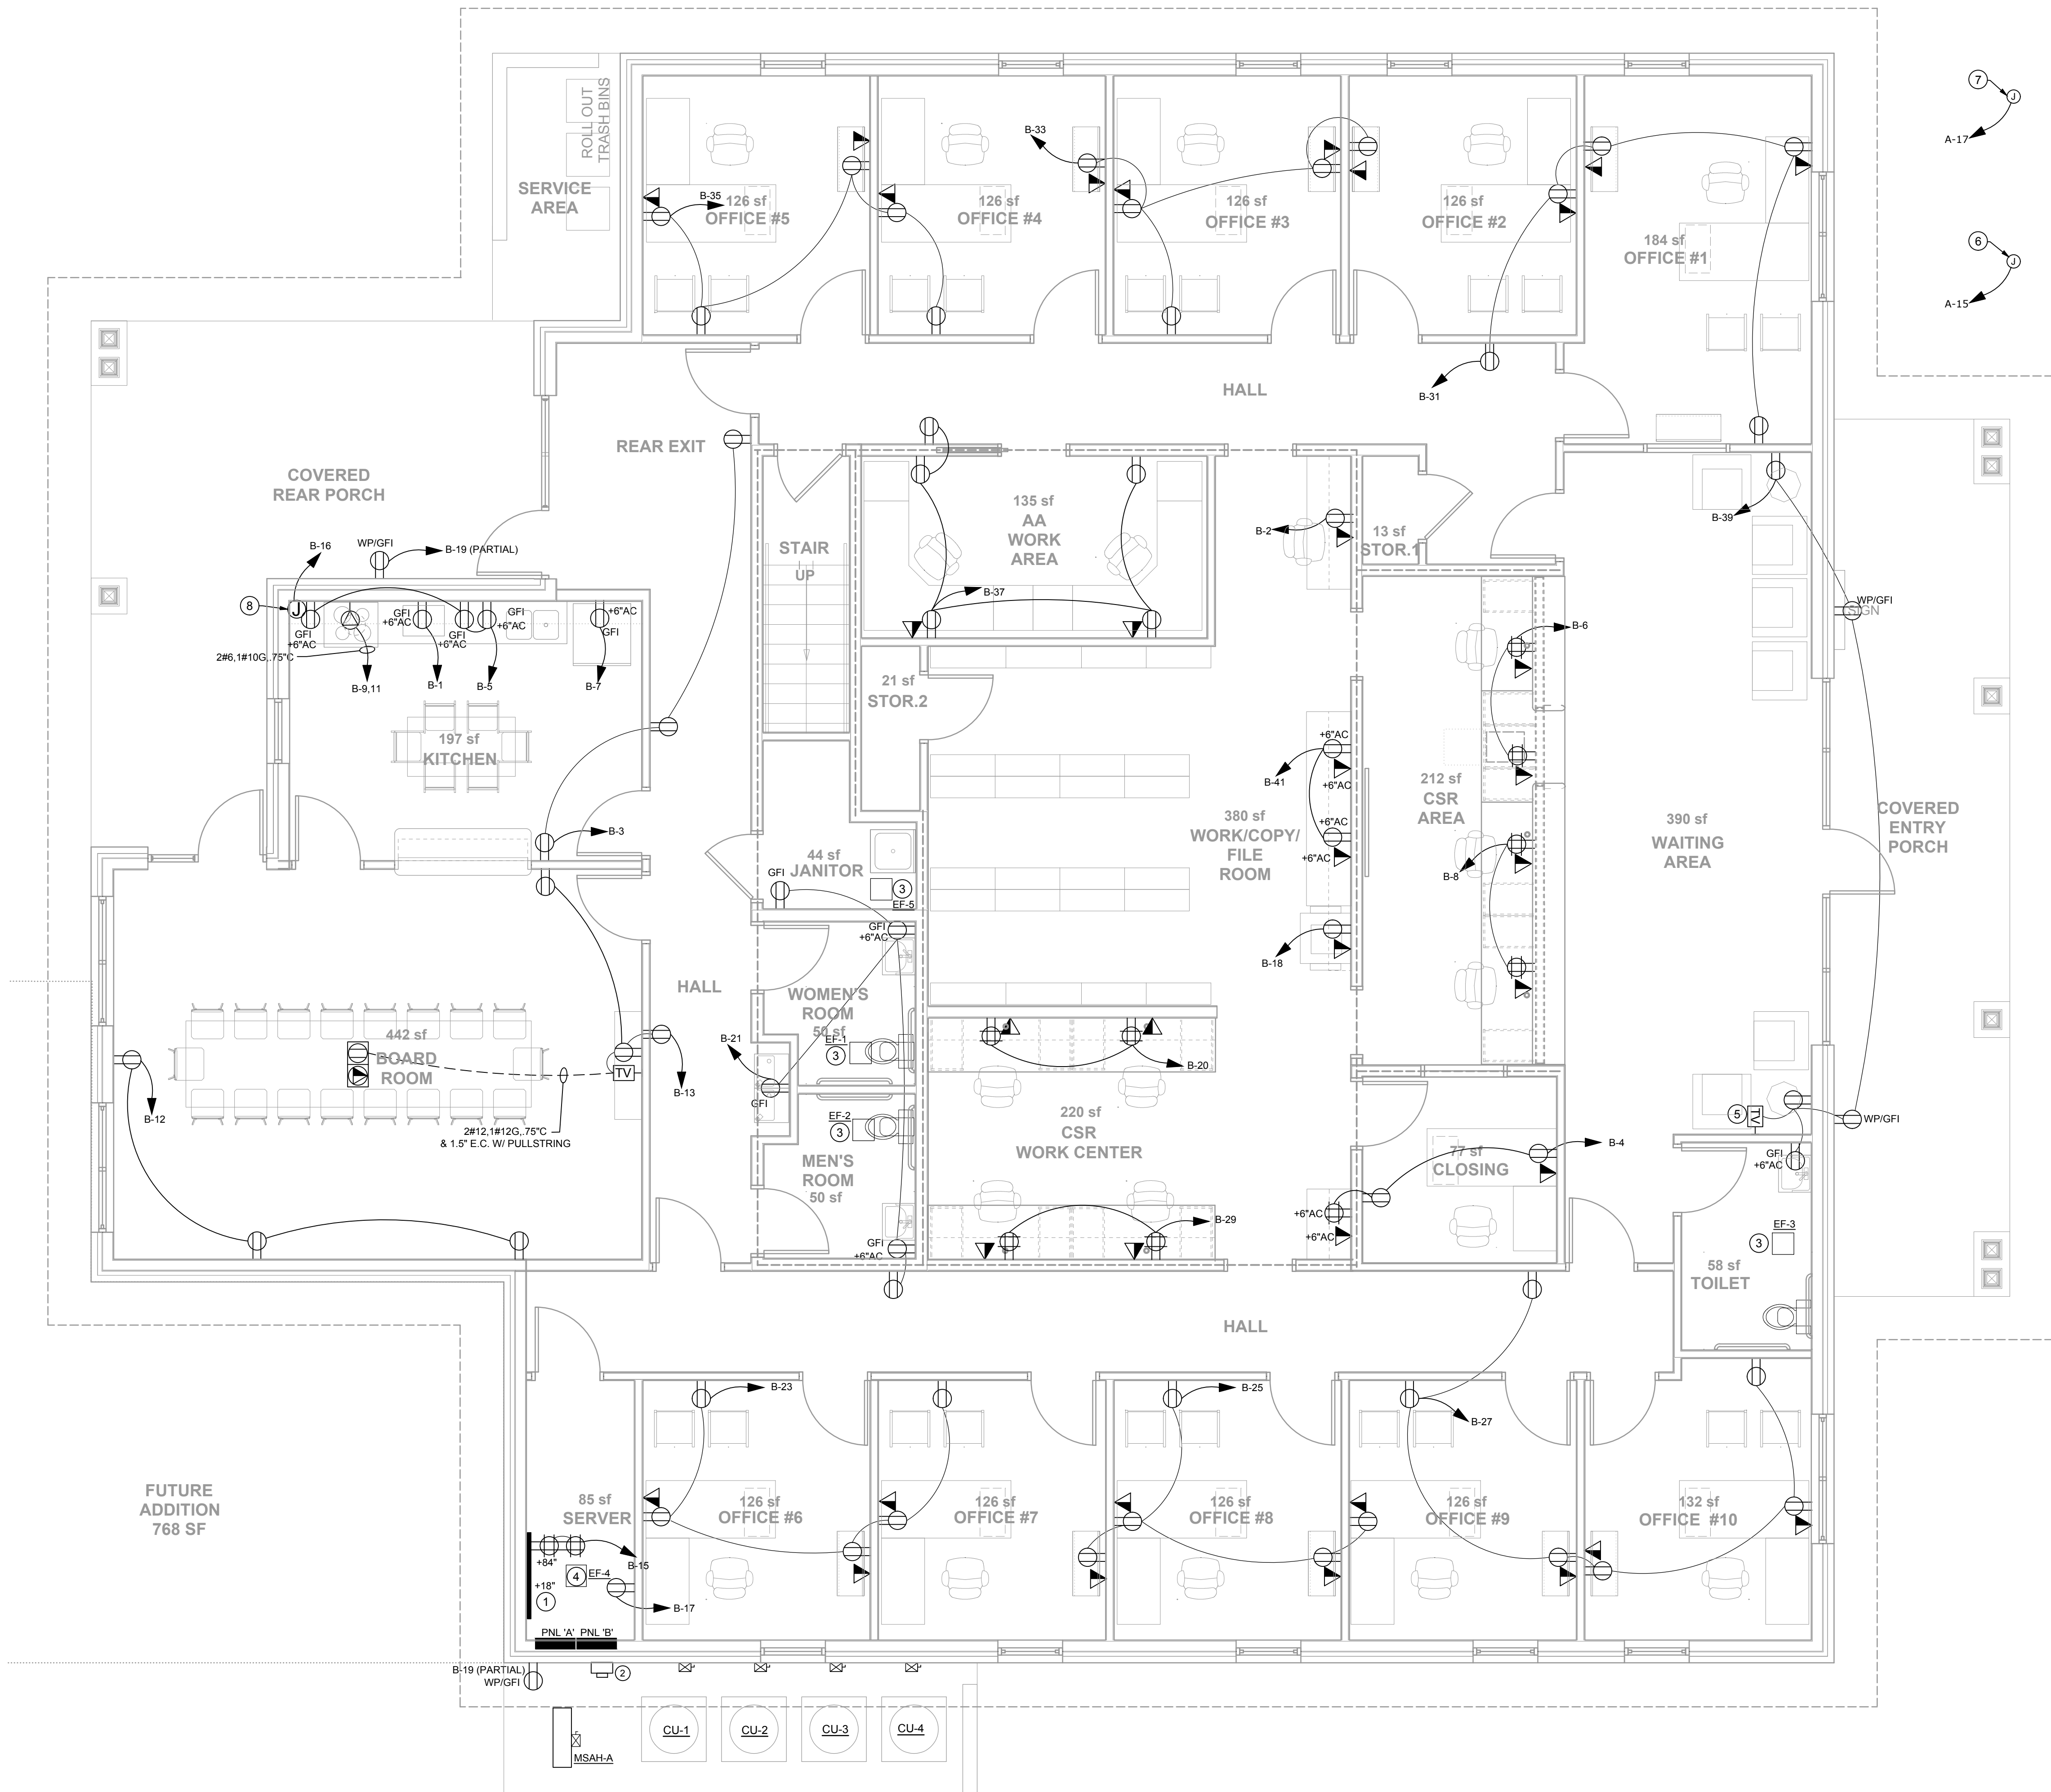 7
J
A-17
6
J
A-15
ROLL OUT
TRASH BINS
SERVICE
AREA
B-35
126 sf
OFFICE #5
B-33
126 sf
OFFICE #4
126 sf
OFFICE #3
126 sf
OFFICE #2
184 sf
OFFICE #1
HALL
B-31
REAR EXIT
COVERED
REAR PORCH
135 sf
AA
WORK
AREA
B-37
STAIR
UP
B-2
13 sf
STOR.1
B-39
B-16
WP/GFI
B-19 (PARTIAL)
8
J
GFI
+6"AC
GFI
+6"AC
GFI
GFI
+6"AC
+6"AC
GFI
2#6,1#10G,.75"C
B-9,11
B-1
B-5
B-7
197 sf
KITCHEN
B-3
21 sf
STOR.2
B-6
WP/GFI
SIGN
+6"AC
B-41
+6"AC
+6"AC
+6"AC
212 sf
CSR
AREA
380 sf
WORK/COPY/
FILE
ROOM
390 sf
WAITING
AREA
COVERED
ENTRY
PORCH
B-8
B-18
44 sf
JANITOR
GFI
3
EF-5
GFI
+6"AC
HALL
WOMEN'S
ROOM
50 sf
EF-1
3
B-21
GFI
EF-2
3
MEN'S
ROOM
50 sf
GFI
+6"AC
442 sf
BOARD
ROOM
TV
B-13
B-12
2#12,1#12G,.75"C
& 1.5" E.C. W/ PULLSTRING
B-20
220 sf
CSR
WORK CENTER
B-29
+6"AC
+6"AC
77 sf
CLOSING
B-4
5
TV
WP/GFI
GFI
+6"AC
EF-3
3
58 sf
TOILET
HALL
B-23
B-25
B-27
FUTURE
ADDITION
768 SF
85 sf
SERVER
126 sf
OFFICE #6
126 sf
OFFICE #7
126 sf
OFFICE #8
126 sf
OFFICE #9
132 sf
OFFICE #10
+84"
B-15
4
EF-4
+18"
1
B-17
PNL 'A'
PNL 'B'
B-19 (PARTIAL)
WP/GFI
2
CU-1
CU-2
CU-3
CU-4
MSAH-A